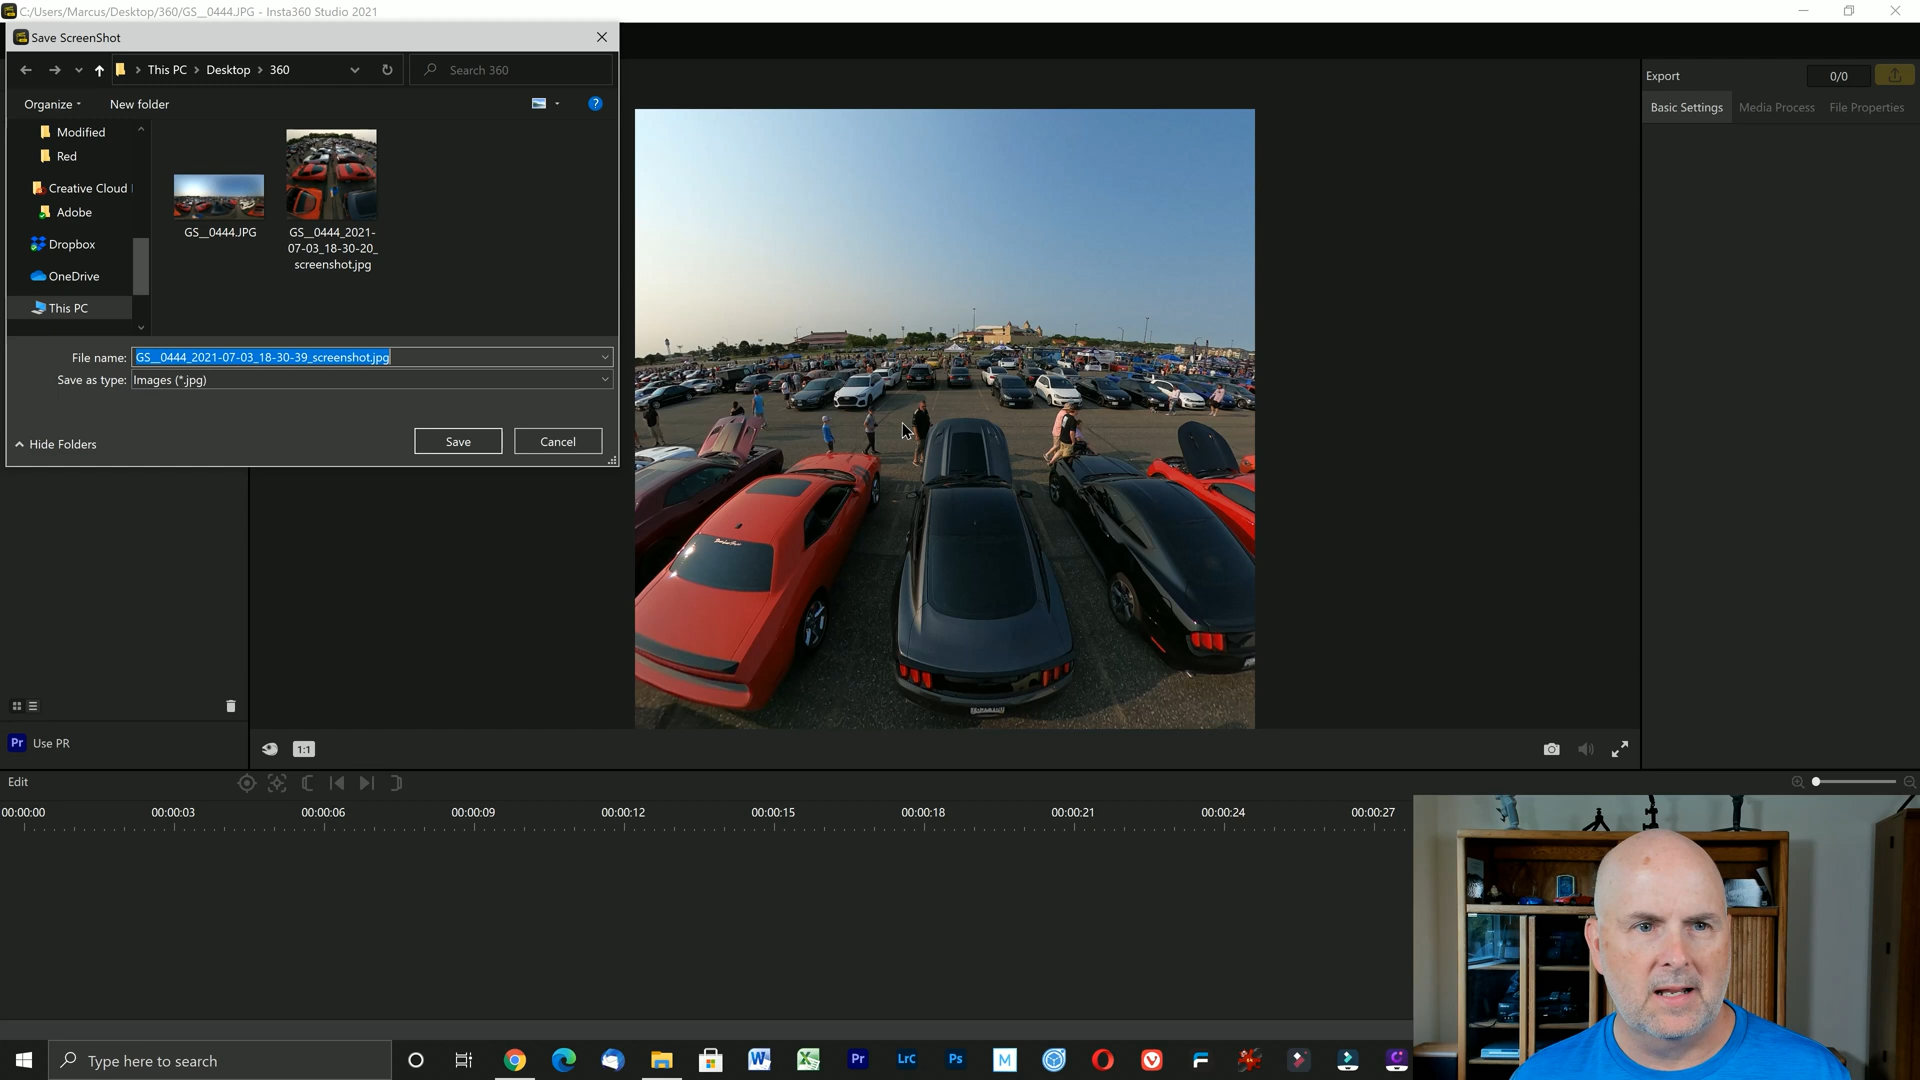 C:/Users/Marcus/Desktop/360/GS__0444.JPG - Insta360 Studio 2021
Save ScreenShot
This PC > Desktop > 360
Search 360
Organize
New folder
?
Modified
Red
Creative Cloud
Adobe
Dropbox
OneDrive
This PC
GS__0444.JPG
GS__0444_2021-
07-03_18-30-20_
screenshot.jpg
File name: GS__0444_2021-07-03_18-30-39_screenshot.jpg
Save as type: Images (*.jpg)
Hide Folders
Save
Cancel
Export
0/0
Basic Settings
Media Process
File Properties
Pr
Use PR
1:1
Edit
00:00:00
00:00:03
00:00:06
00:00:09
00:00:12
00:00:15
00:00:18
00:00:21
00:00:24
00:00:27
Type here to search
W
X
Pr
Lrc
Ps
M